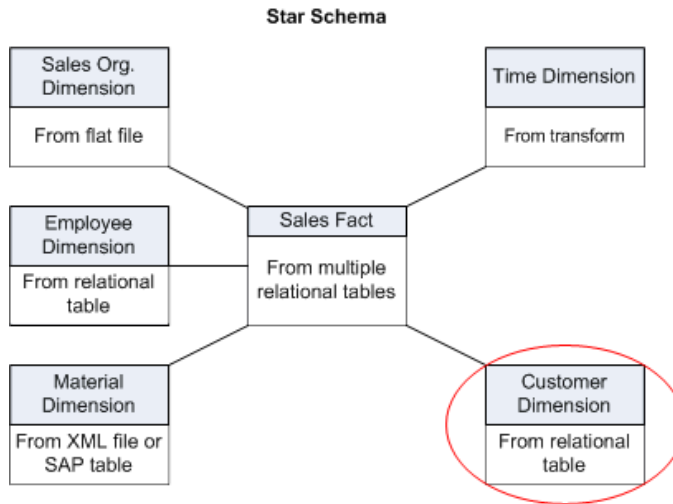 Star Schema
Sales Org.
Dimension
From flat file
Time Dimension
From transform
Employee
Dimension
From relational
table
Sales Fact
From multiple
relational tables
Material
Dimension
From XML file or
SAP table
Customer
Dimension
From relational
table